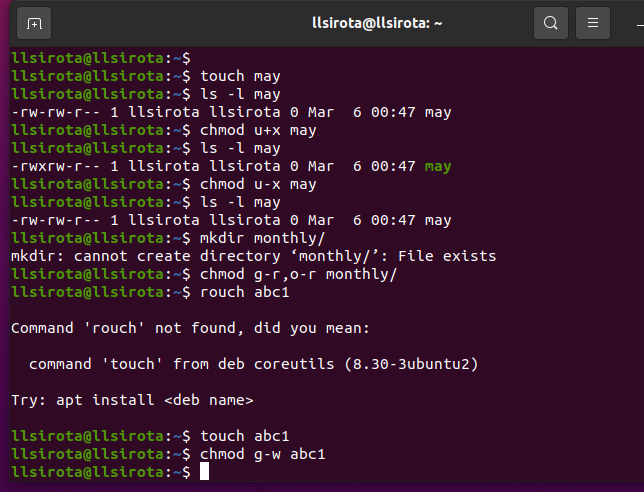 llsirota@llsirota: ~
llsirota@llsirota:~$
llsirota@llsirota:~$ touch may
llsirota@llsirota:~$ ls -l may
-rw-rw-r-- 1 llsirota llsirota 0 Mar  6 00:47 may
llsirota@llsirota:~$ chmod u+x may
llsirota@llsirota:~$ ls -l may
-rwxrw-r-- 1 llsirota llsirota 0 Mar  6 00:47 may
llsirota@llsirota:~$ chmod u-x may
llsirota@llsirota:~$ ls -l may
-rw-rw-r-- 1 llsirota llsirota 0 Mar  6 00:47 may
llsirota@llsirota:~$ mkdir monthly/
mkdir: cannot create directory ‘monthly/’: File exists
llsirota@llsirota:~$ chmod g-r,o-r monthly/
llsirota@llsirota:~$ rouch abc1
Command 'rouch' not found, did you mean:
  command 'touch' from deb coreutils (8.30-3ubuntu2)
Try: apt install <deb name>
llsirota@llsirota:~$ touch abc1
llsirota@llsirota:~$ chmod g-w abc1
llsirota@llsirota:~$